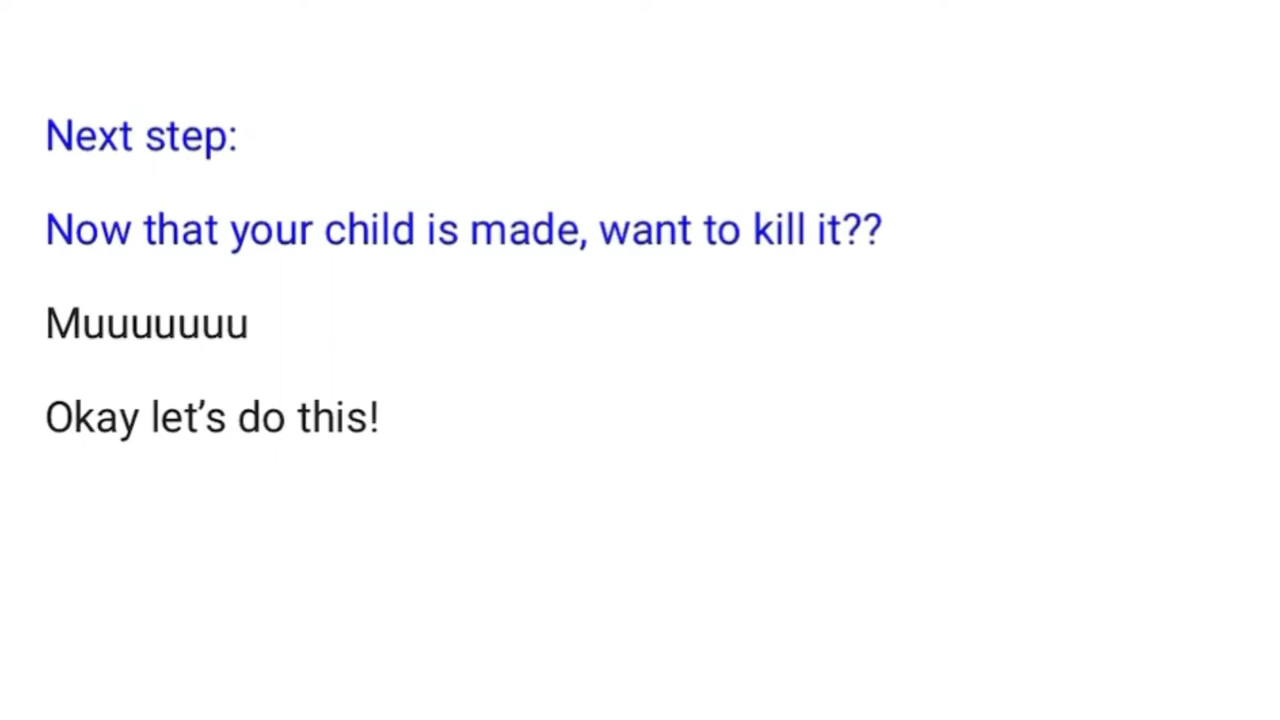 Next step:
Now that your child is made, want to kill it??
Muuuuuuu
Okay let’s do this!